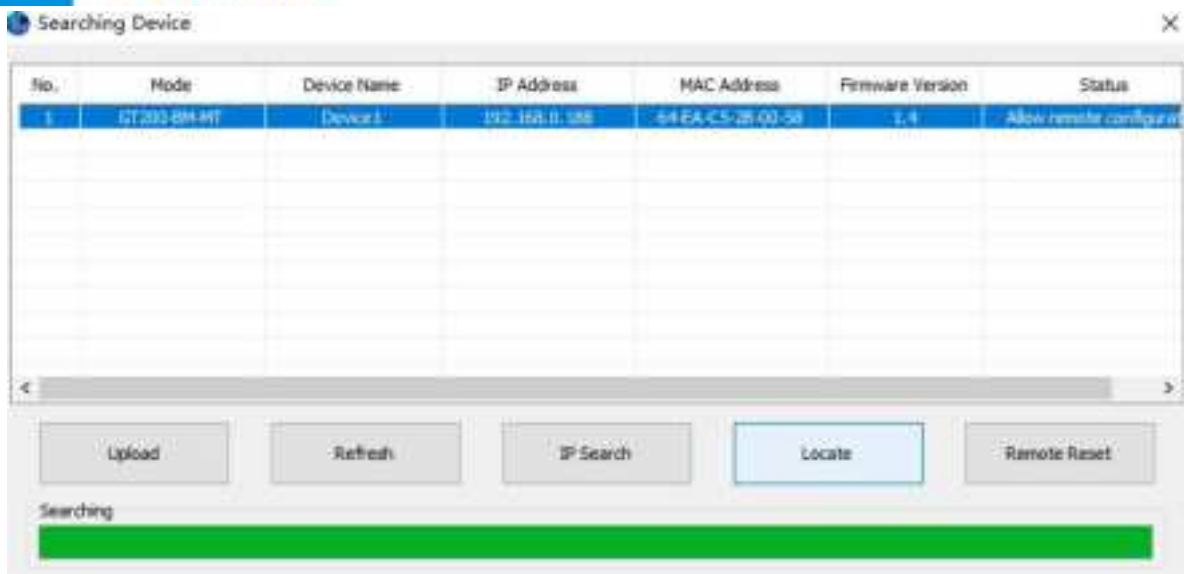 Searching Device
No. Mode Device Name IP Address MAC Address Firmware Version Status
1 GT200-BM-MT Device1 192.168.0.188 64-EA-C5-2B-00-58 1.4 Allow remote configurat
Upload Refresh IP Search Locate Remote Reset
Searching